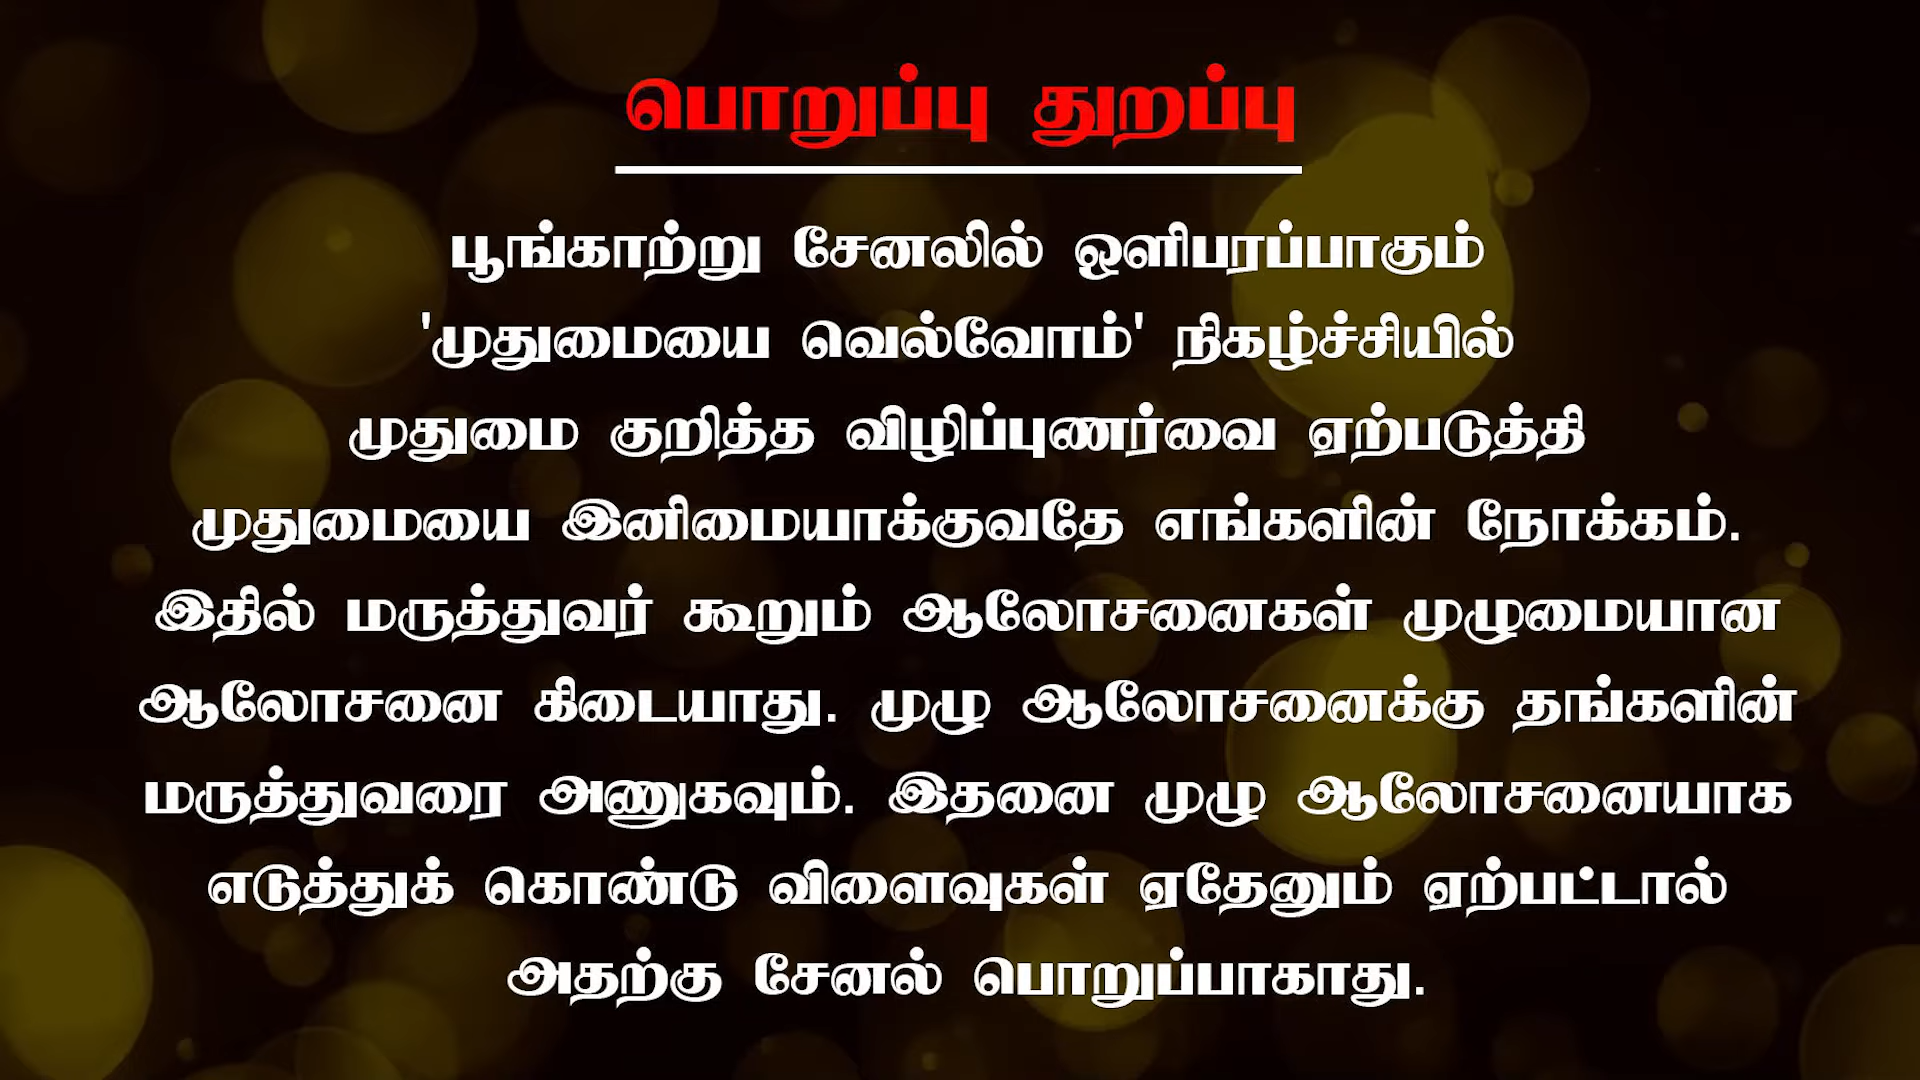 பொறுப்பு துறப்பு
பூங்காற்று சேனலில் ஒளிபரப்பாகும்
'முதுமையை வெல்வோம்' நிகழ்ச்சியில்
முதுமை குறித்த விழிப்புணர்வை ஏற்படுத்தி
முதுமையை இனிமையாக்குவதே எங்களின் நோக்கம்.
இதில் மருத்துவர் கூறும் ஆலோசனைகள் முழுமையான
ஆலோசனை கிடையாது. முழு ஆலோசனைக்கு தங்களின்
மருத்துவரை அணுகவும். இதனை முழு ஆலோசனையாக
எடுத்துக் கொண்டு விளைவுகள் ஏதேனும் ஏற்பட்டால்
அதற்கு சேனல் பொறுப்பாகாது.